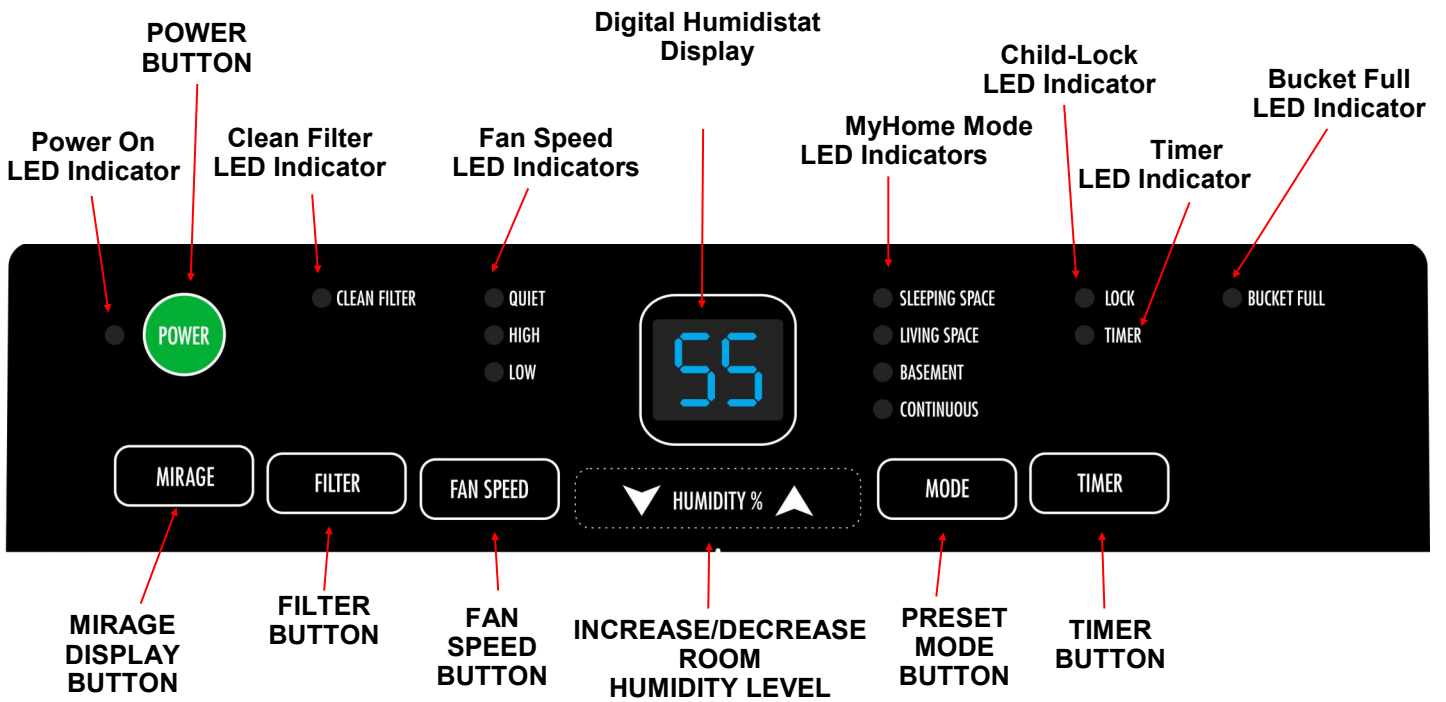 POWER
BUTTON
Digital Humidistat
Display
Child-Lock
LED Indicator
Bucket Full
LED Indicator
Power On
LED Indicator
Clean Filter
LED Indicator
Fan Speed
LED Indicators
MyHome Mode
LED Indicators
Timer
LED Indicator
POWER
CLEAN FILTER
QUIET
HIGH
LOW
55
SLEEPING SPACE
LIVING SPACE
BASEMENT
CONTINUOUS
LOCK
TIMER
BUCKET FULL
MIRAGE
FILTER
FAN SPEED
HUMIDITY %
MODE
TIMER
MIRAGE
DISPLAY
BUTTON
FILTER
BUTTON
FAN
SPEED
BUTTON
INCREASE/DECREASE
ROOM
HUMIDITY LEVEL
PRESET
MODE
BUTTON
TIMER
BUTTON